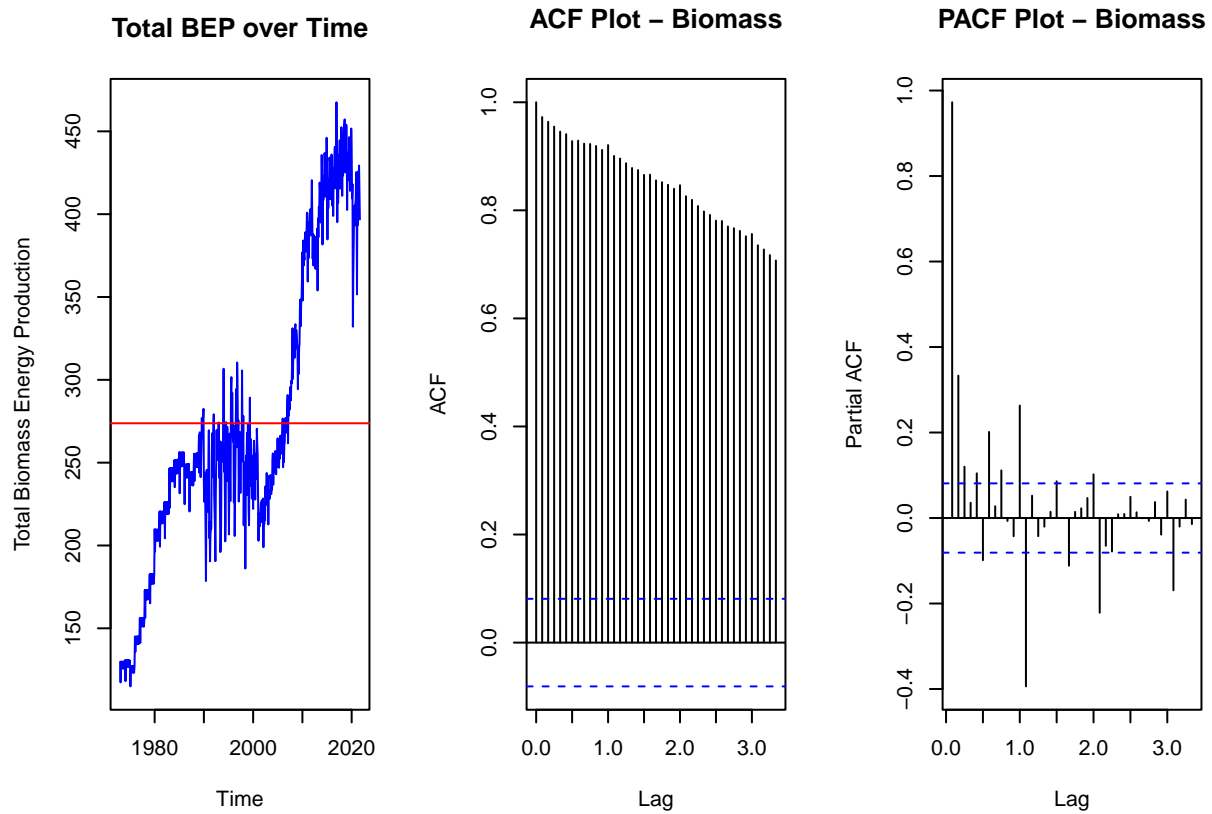 Total BEP over Time
Total Biomass Energy Production
450
400
350
300
250
200
150
1980 2000 2020
Time
ACF Plot – Biomass
ACF
1.0
0.8
0.6
0.4
0.2
0.0
0.0 1.0 2.0 3.0
Lag
PACF Plot – Biomass
Partial ACF
1.0
0.8
0.6
0.4
0.2
0.0
−0.2
−0.4
0.0 1.0 2.0 3.0
Lag